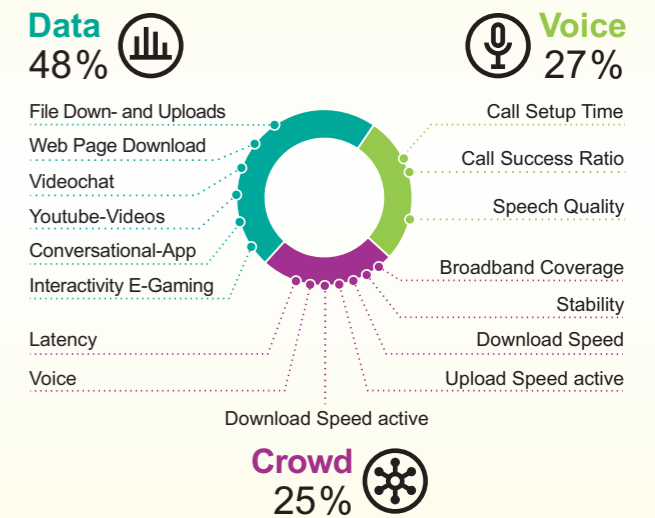 Data
48%
Voice
27%
File Down- and Uploads
Web Page Download
Videochat
Youtube-Videos
Conversational-App
Interactivity E-Gaming
Latency
Voice
Call Setup Time
Call Success Ratio
Speech Quality
Broadband Coverage
Stability
Download Speed
Upload Speed active
Download Speed active
Crowd
25%